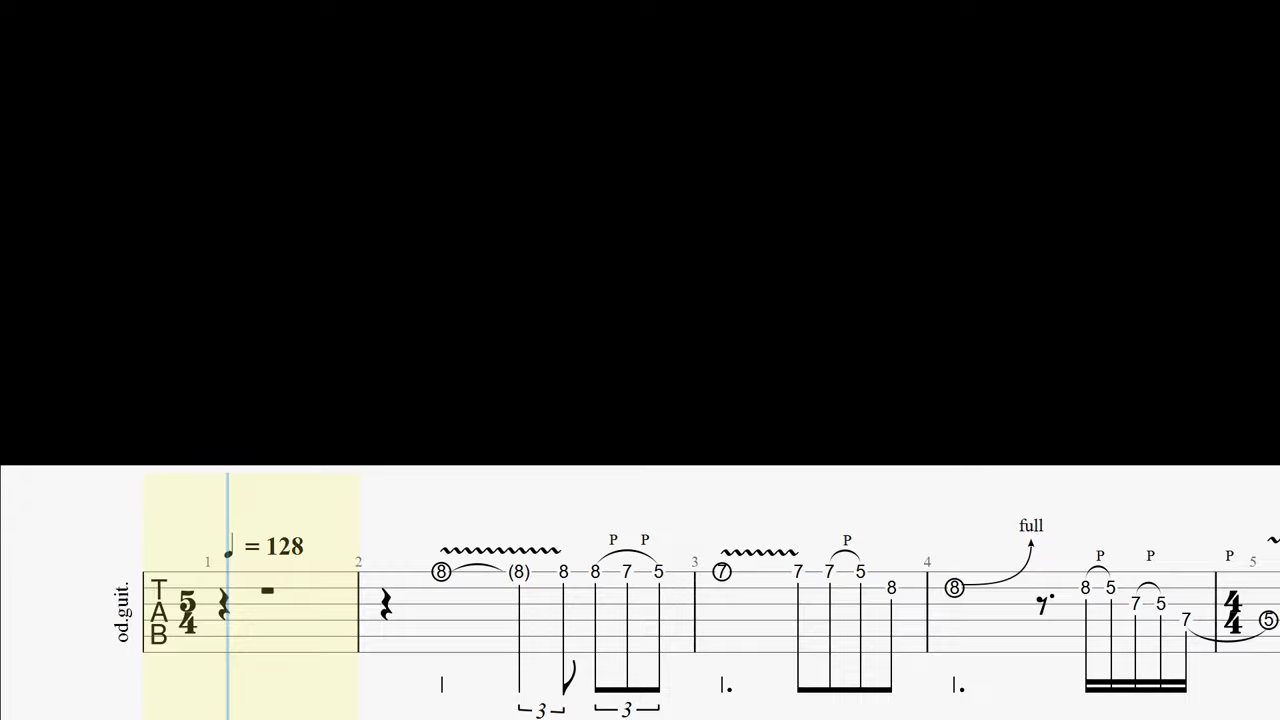 full
♩ = 128
P P P P P P
1 2 3 4 5
8 (8) 8 8 7 5 7 7 7 5
T 8 8 8 5
od.guit. A 5 4 7 5 4 4
B 7 5
3 3